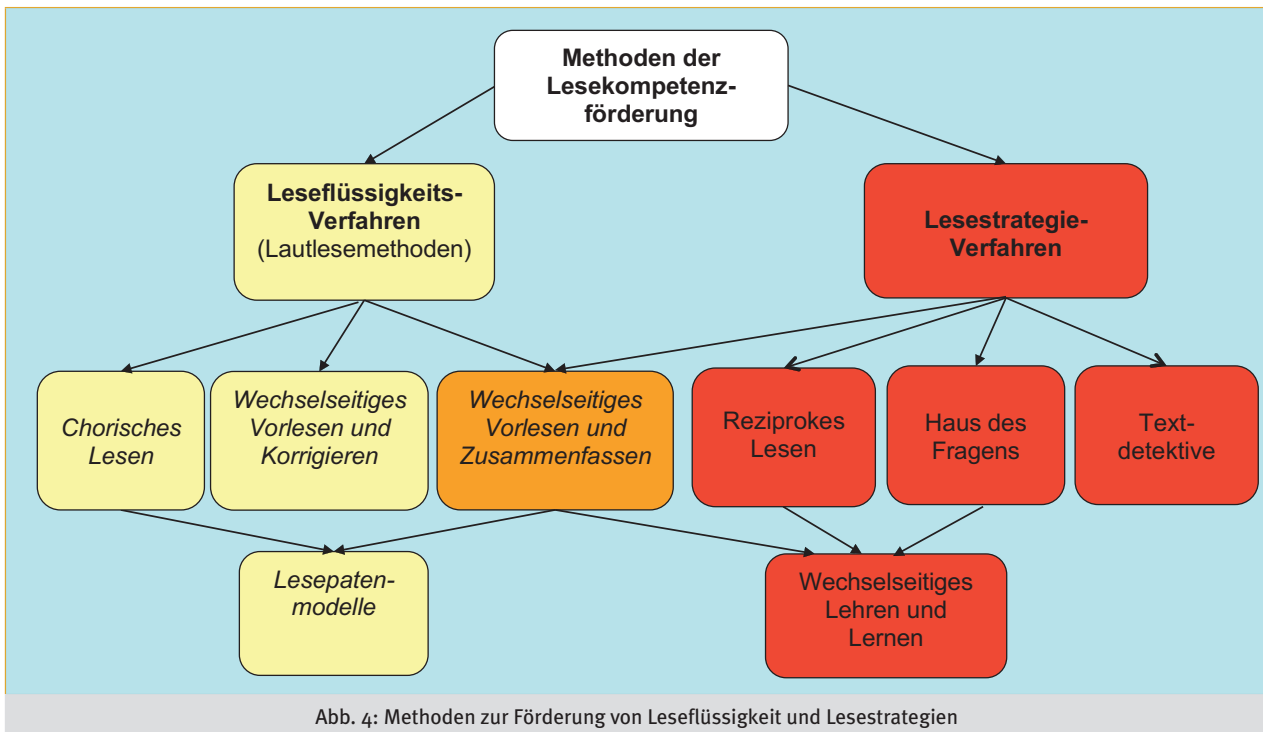 Methoden der
Lesekompetenz-
förderung
Leseflüssigkeits-
Verfahren
(Lautlesemethoden)
Lesestrategie-
Verfahren
Chorisches
Lesen
Wechselseitiges
Vorlesen und
Korrigieren
Wechselseitiges
Vorlesen und
Zusammenfassen
Reziprokes
Lesen
Haus des
Fragens
Text-
detektive
Lesepaten-
modelle
Wechselseitiges
Lehren und
Lernen
Abb. 4: Methoden zur Förderung von Leseflüssigkeit und Lesestrategien